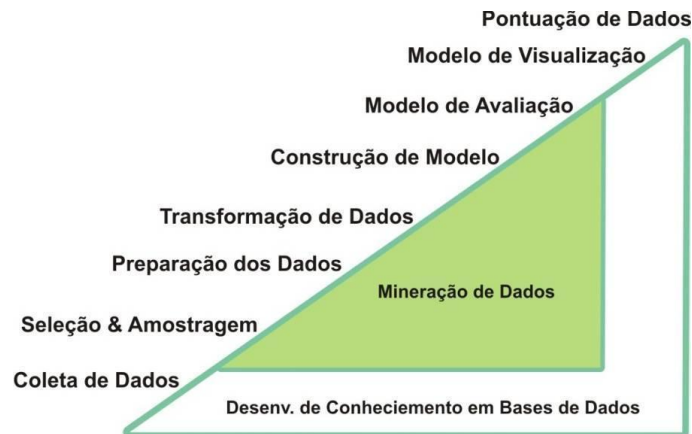 Pontuação de Dados
Modelo de Visualização
Modelo de Avaliação
Construção de Modelo
Transformação de Dados
Preparação dos Dados
Mineração de Dados
Seleção & Amostragem
Coleta de Dados
Desenv. de Conheciemento em Bases de Dados